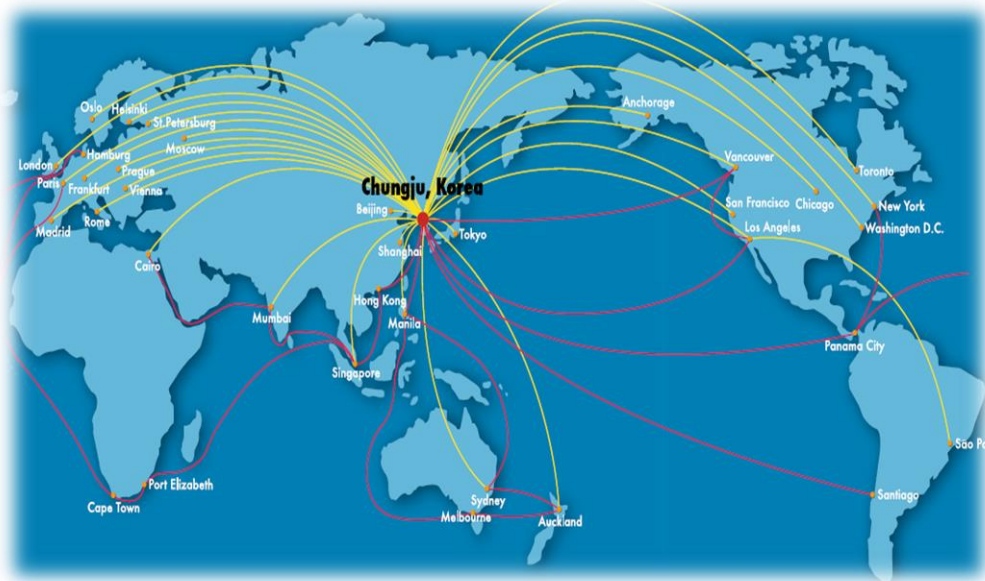 Oslo
Helsinki
St.Petersburg
Moscow
London
Hamburg
Paris
Prague
Frankfurt
Vienna
Madrid
Rome
Cairo
Chungju, Korea
Beijing
Tokyo
Shanghai
Hong Kong
Mumbai
Manila
Singapore
Port Elizabeth
Cape Town
Sydney
Melbourne
Auckland
Anchorage
Vancouver
Toronto
San Francisco
Chicago
New York
Los Angeles
Washington D.C.
Panama City
São Pa
Santiago